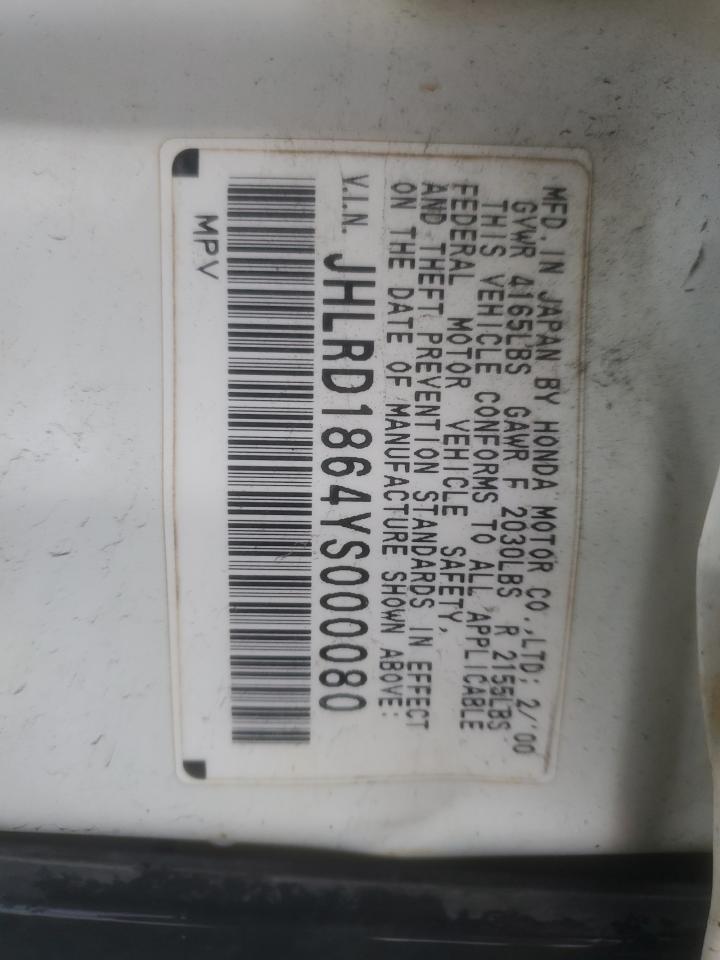 MFD. IN JAPAN BY HONDA MOTOR CO.,LTD; 2/'00
GVWR 4165LBS GAWR F 2030LBS R 2155LBS
THIS VEHICLE CONFORMS TO ALL APPLICABLE
FEDERAL MOTOR VEHICLE SAFETY,
AND THEFT PREVENTION STANDARDS IN EFFECT
ON THE DATE OF MANUFACTURE SHOWN ABOVE:
V.I.N. JHLRD1864YS000080
MPV